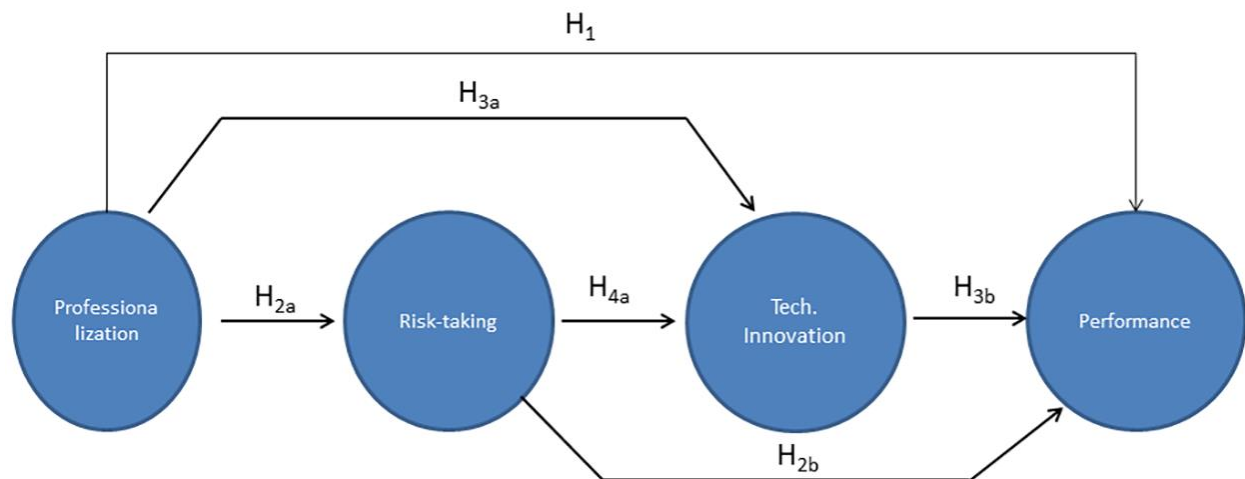 H1
H3a
Professiona
lization
H2a
Risk-taking
H4a
Tech.
Innovation
H3b
Performance
H2b